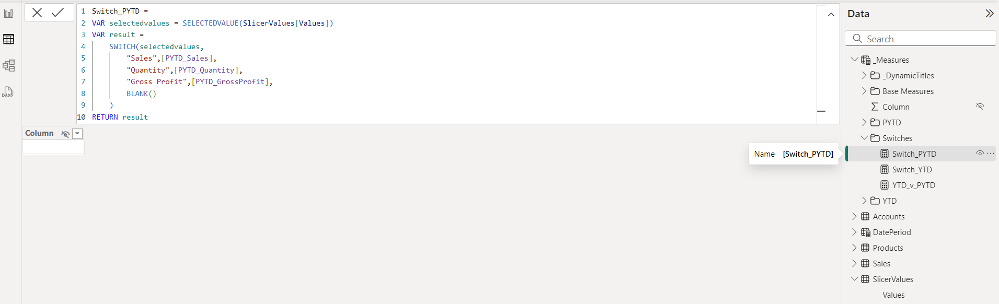 1 Switch_PYTD =
2 VAR selectedvalues = SELECTEDVALUE(SlicerValues[Values])
3 VAR result =
4 SWITCH(selectedvalues,
5 "Sales",[PYTD_Sales],
6 "Quantity",[PYTD_Quantity],
7 "Gross Profit",[PYTD_GrossProfit],
8 BLANK()
9 )
10 RETURN result
DAX
Column
Name [Switch_PYTD]
Data
Search
_Measures
_DynamicTitles
Base Measures
Column
PYTD
Switches
Switch_PYTD
Switch_YTD
YTD_v_PYTD
YTD
Accounts
DatePeriod
Products
Sales
SlicerValues
Values